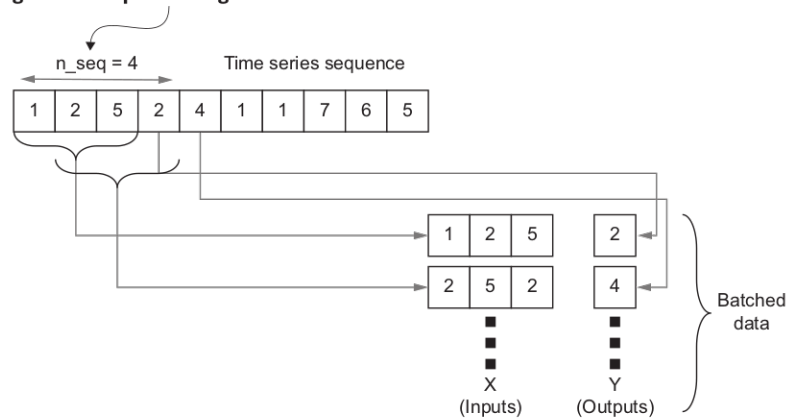 n_seq = 4
Time series sequence
1 2 5 2 4 1 1 7 6 5
1 2 5 2
2 5 2 4
Batched
data
X Y
(Inputs) (Outputs)